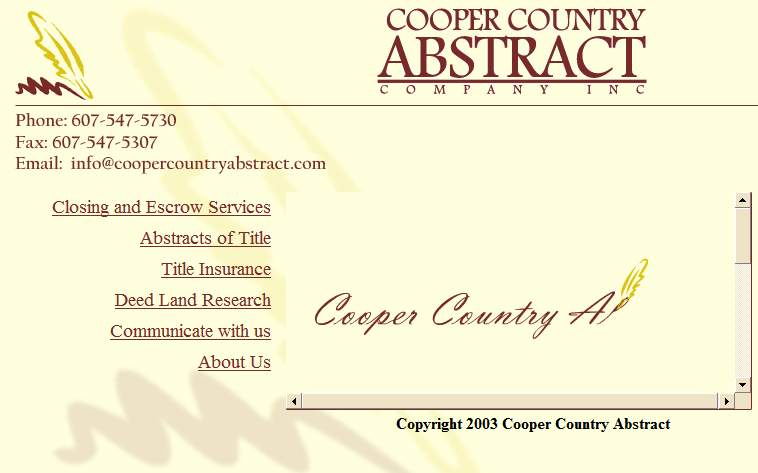 COOPER COUNTRY
ABSTRACT
COMPANY INC
Phone: 607-547-5730
Fax: 607-547-5307
Email: info@coopercountryabstract.com
Closing and Escrow Services
Abstracts of Title
Title Insurance
Deed Land Research
Communicate with us
About Us
Cooper Country A
Copyright 2003 Cooper Country Abstract